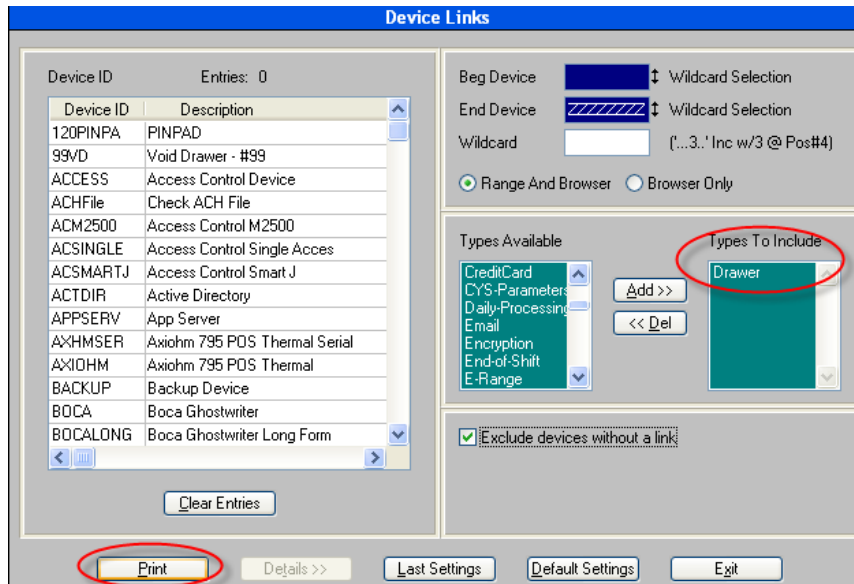 Device Links
Device ID Entries: 0
Device ID Description
120PINPA PINPAD
99VD Void Drawer - #99
ACCESS Access Control Device
ACHFile Check ACH File
ACM2500 Access Control M2500
ACSINGLE Access Control Single Acces
ACSMARTJ Access Control Smart J
ACTDIR Active Directory
APPSERV App Server
AXHMSER Axiohm 795 POS Thermal Serial
AXIOHM Axiohm 795 POS Thermal
BACKUP Backup Device
BOCA Boca Ghostwriter
BOCALONG Boca Ghostwriter Long Form
Clear Entries
Beg Device Wildcard Selection
End Device ZZZZZZZZ Wildcard Selection
Wildcard ('...3..' Inc w/3 @ Pos#4)
Range And Browser Browser Only
Types Available Types To Include
CreditCard
CYS-Parameters
Daily-Processing
Email
Encryption
End-of-Shift
E-Range
Add >>
<< Del
Drawer
Exclude devices without a link
Print Details >> Last Settings Default Settings Exit